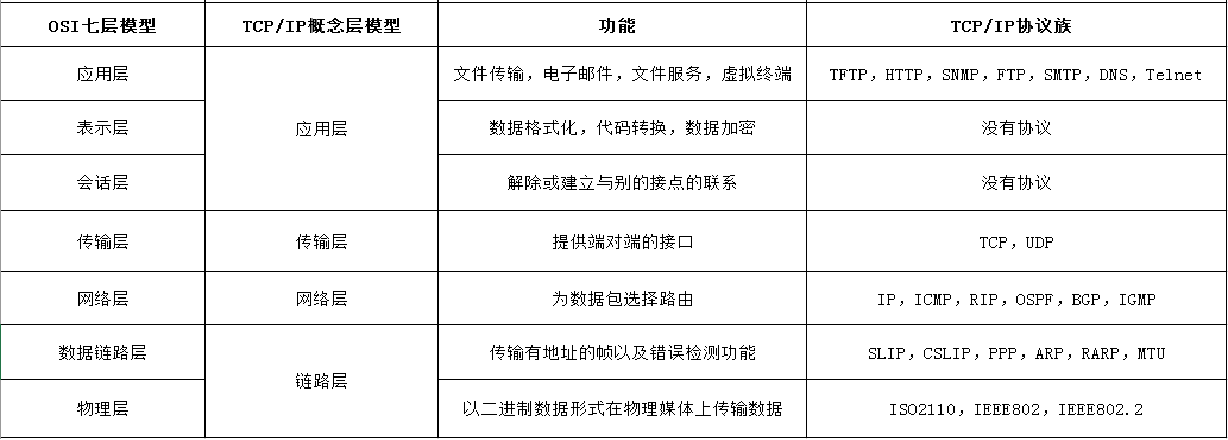 OSI七层模型 TCP/IP概念层模型 功能 TCP/IP协议族
应用层 文件传输，电子邮件，文件服务，虚拟终端 TFTP，HTTP，SNMP，FTP，SMTP，DNS，Telnet
表示层 应用层 数据格式化，代码转换，数据加密 没有协议
会话层 解除或建立与别的接点的联系 没有协议
传输层 传输层 提供端对端的接口 TCP，UDP
网络层 网络层 为数据包选择路由 IP，ICMP，RIP，OSPF，BGP，IGMP
数据链路层 传输有地址的帧以及错误检测功能 SLIP，CSLIP，PPP，ARP，RARP，MTU
链路层
物理层 以二进制数据形式在物理媒体上传输数据 ISO2110，IEEE802，IEEE802.2